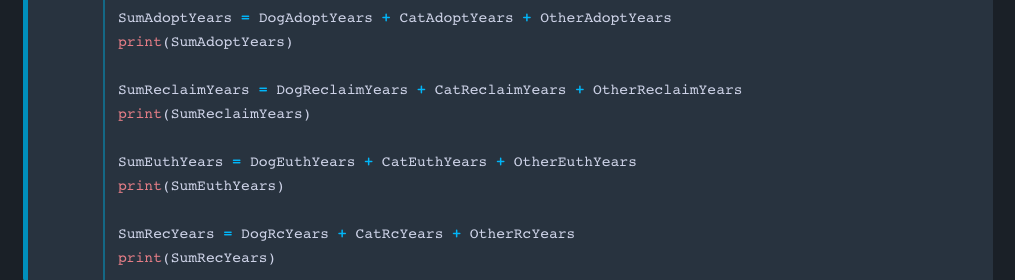 SumAdoptYears = DogAdoptYears + CatAdoptYears + OtherAdoptYears
print(SumAdoptYears)
SumReclaimYears = DogReclaimYears + CatReclaimYears + OtherReclaimYears
print(SumReclaimYears)
SumEuthYears = DogEuthYears + CatEuthYears + OtherEuthYears
print(SumEuthYears)
SumRecYears = DogRcYears + CatRcYears + OtherRcYears
print(SumRecYears)